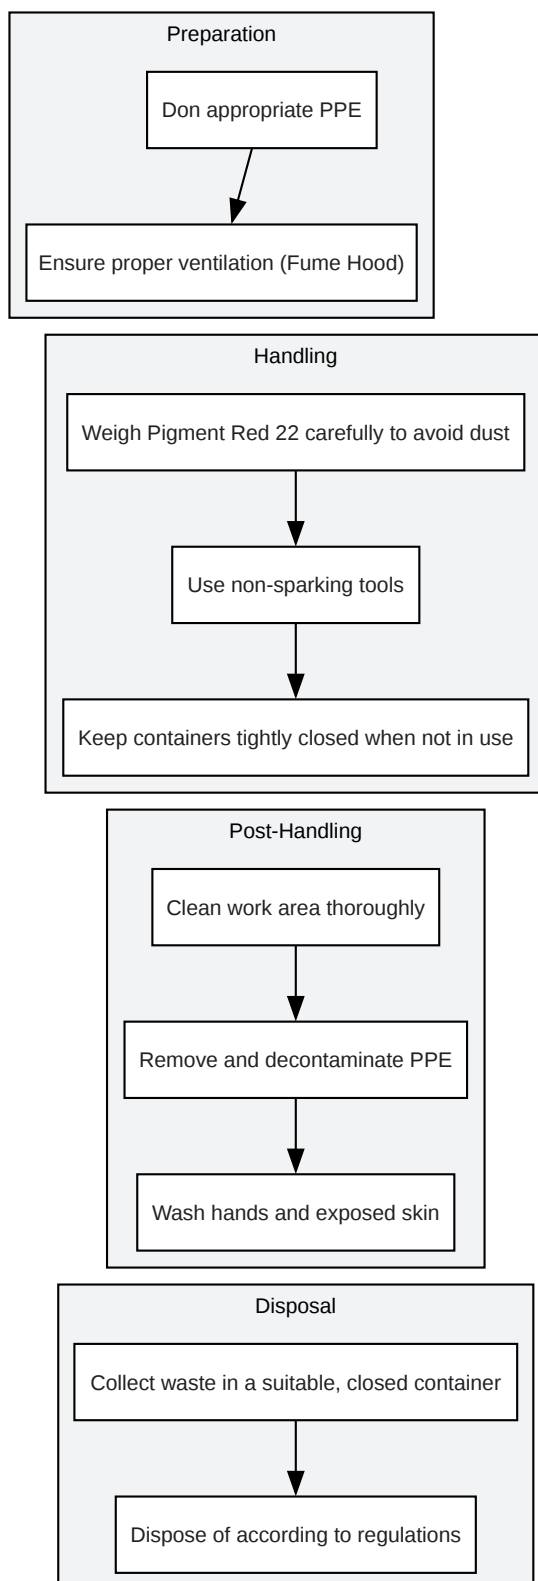 Preparation
Don appropriate PPE
Ensure proper ventilation (Fume Hood)
Handling
Weigh Pigment Red 22 carefully to avoid dust
Use non-sparking tools
Keep containers tightly closed when not in use
Post-Handling
Clean work area thoroughly
Remove and decontaminate PPE
Wash hands and exposed skin
Disposal
Collect waste in a suitable, closed container
Dispose of according to regulations